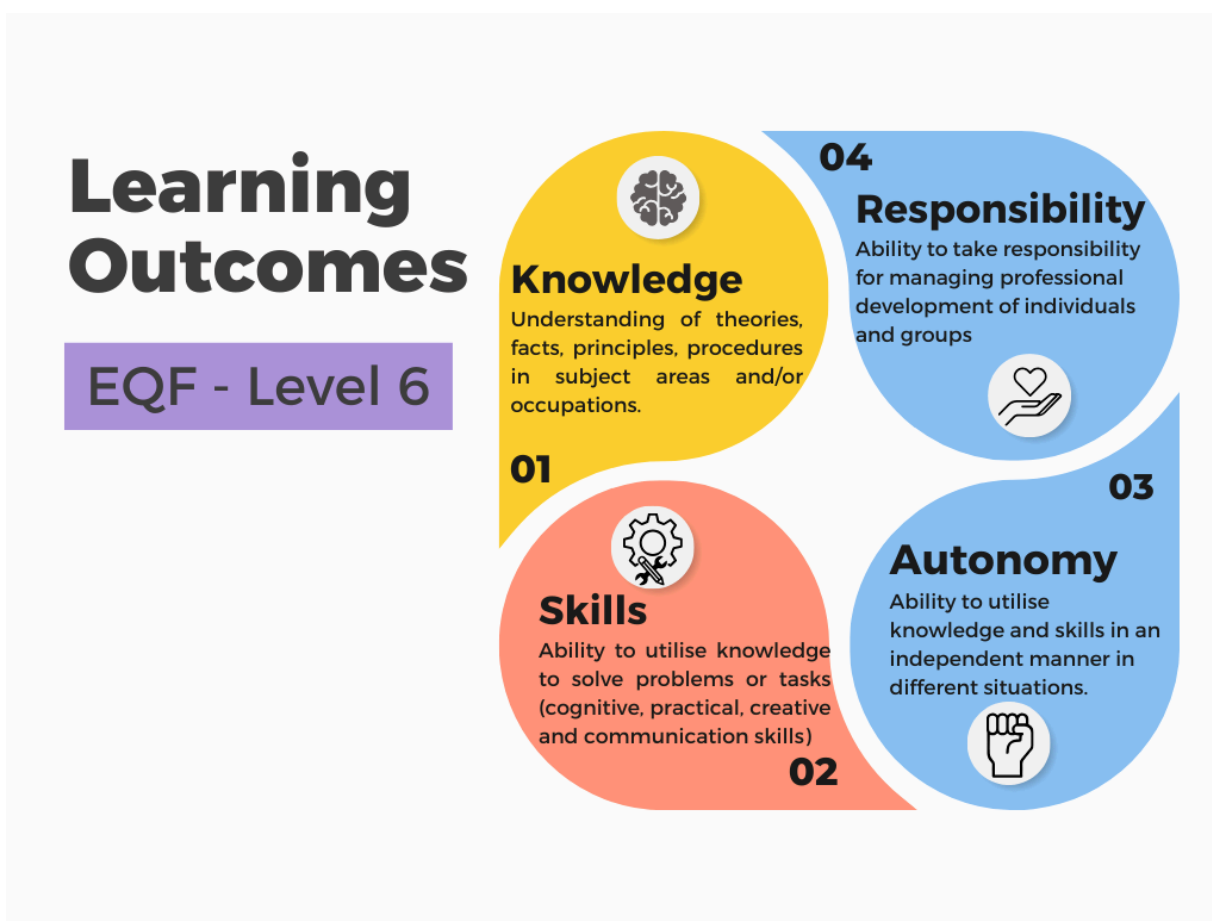 Learning
Outcomes
EQF - Level 6
Knowledge
Understanding of theories,
facts, principles, procedures
in subject areas and/or
occupations.
01
Skills
Ability to utilise knowledge
to solve problems or tasks
(cognitive, practical, creative
and communication skills)
02
03
Autonomy
Ability to utilise
knowledge and skills in an
independent manner in
different situations.
04
Responsibility
Ability to take responsibility
for managing professional
development of individuals
and groups